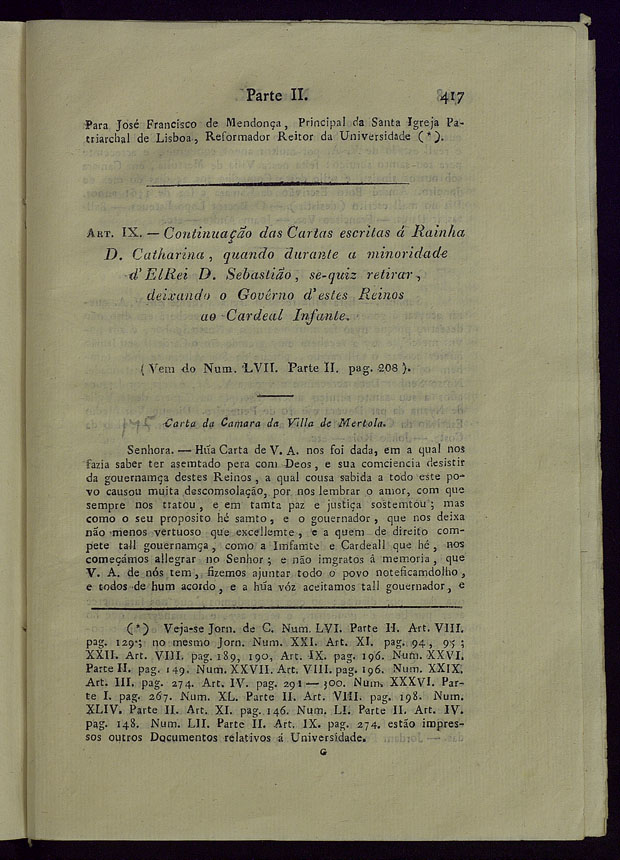 Parte II. 417
Para José Francisco de Mendonça, Principal da Santa Igreja Pa-
triarchal de Lisboa, Reformador Reitor da Universidade (*).
ART. IX. — Continuação das Cartas escritas á Rainha
D. Catharina, quando durante a minoridade
d'ElRei D. Sebastião, se-quiz retirar,
deixando o Govêrno d'estes Reinos
ao Cardeal Infante.
(Vem do Num. LVII. Parte II. pag. 208).
Carta da Camara da Villa de Mertola.
Senhora. — Hũa Carta de V. A. nos foi dada, em a qual nos
fazia saber ter asemtado pera com Deos, e sua comciencia desistir
da governamça destes Reinos, a qual cousa sabida a todo este po-
vo causou muita descomsolação, por nos lembrar o amor, com que
sempre nos tratou, e em tamta paz e justiça sostemtou; mas
como o seu proposito hé samto, e o governador, que nos deixa
não menos vertuoso que excellemte, e a quem de direito com-
pete tall governamça, como a Imfamte e Cardeall que hé, nos
começámos allegrar no Senhor; e não imgratos á memoria, que
V. A. de nós tem, fizemos ajuntar todo o povo noteficamdolho,
e todos de hum acordo, e a hũa vóz aceitamos tall governador, e
(*) Veja-se Jorn. de C. Num. LVI. Parte II. Art. VIII.
pag. 129; no mesmo Jorn. Num. XXI. Art. XI. pag. 94, 95;
XXII. Art. VIII. pag. 189, 190, Art. IX. pag. 196. Num. XXVI.
Parte II. pag. 149. Num. XXVII. Art. VIII. pag. 196. Num. XXIX.
Art. III. pag. 274. Art. IV. pag. 291 — 300. Num. XXXVI. Par-
te I. pag. 267. Num. XL. Parte II. Art. VIII. pag. 198. Num.
XLIV. Parte II. Art. XI. pag. 146. Num. LI. Parte II. Art. IV.
pag. 148. Num. LII. Parte II. Art. IX. pag. 274. estão impres-
sos outros Documentos relativos á Universidade.
G